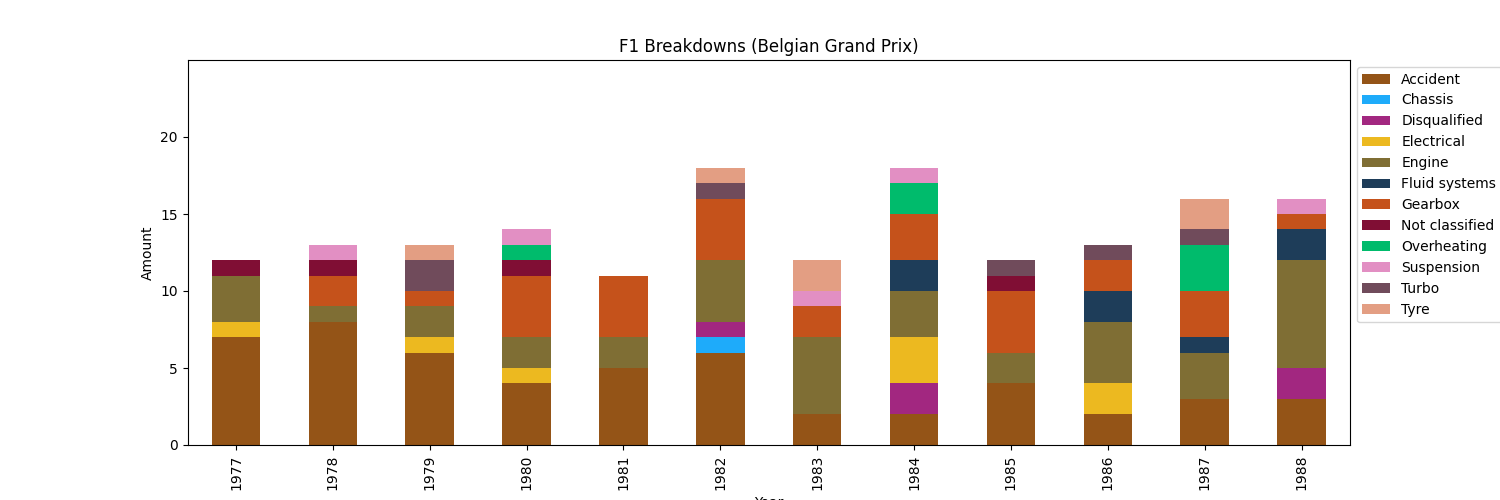 F1 Breakdowns (Belgian Grand Prix)
Amount
20
15
10
5
0
1977
1978
1979
1980
1981
1982
1983
1984
1985
1986
1987
1988
Year
Accident
Chassis
Disqualified
Electrical
Engine
Fluid systems
Gearbox
Not classified
Overheating
Suspension
Turbo
Tyre